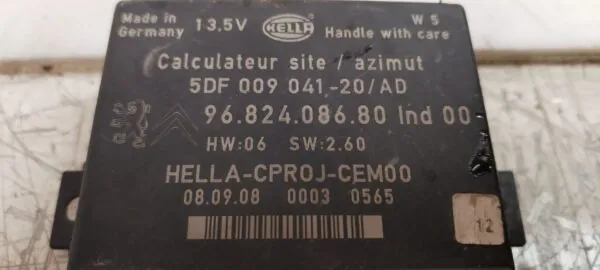 Made in Germany
13.5V
HELLA
W 5
Handle with care
Calculateur site / azimut
5DF 009 041-20/AD
96.824.086.80 Ind 00
HW:06 SW:2.60
HELLA-CPROJ-CEM00
08.09.08 0003 0565
12